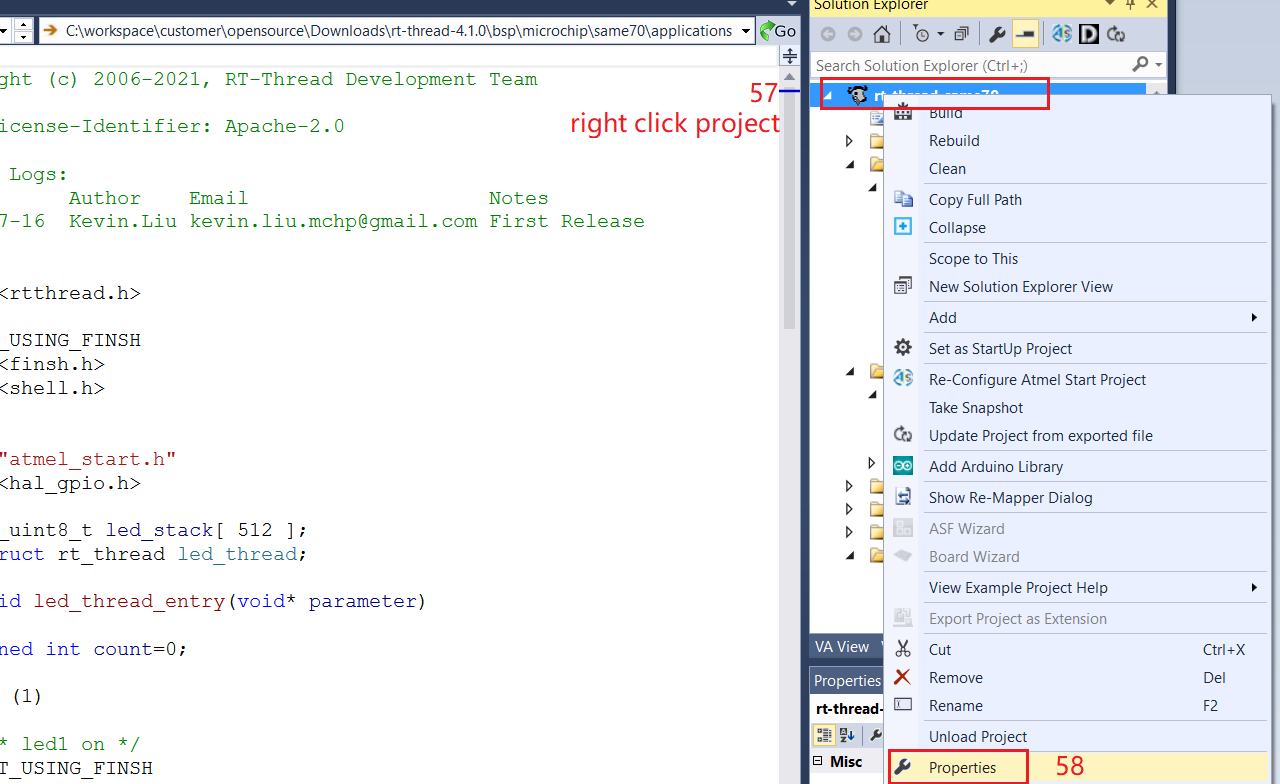 C:\workspace\customer\opensource\Downloads\rt-thread-4.1.0\bsp\microchip\same70\applications
Go
ght (c) 2006-2021, RT-Thread Development Team
icense-Identifier: Apache-2.0
Logs:
Author Email Notes
7-16 Kevin.Liu kevin.liu.mchp@gmail.com First Release
<rtthread.h>
_USING_FINSH
<finsh.h>
<shell.h>
"atmel_start.h"
<hal_gpio.h>
_uint8_t led_stack[ 512 ];
ruct rt_thread led_thread;
id led_thread_entry(void* parameter)
ned int count=0;
(1)
* led1 on */
T_USING_FINSH
57
right click project
Solution Explorer
Search Solution Explorer (Ctrl+;)
rt-thread-same70
Build
Rebuild
Clean
Copy Full Path
Collapse
Scope to This
New Solution Explorer View
Add
Set as StartUp Project
Re-Configure Atmel Start Project
Take Snapshot
Update Project from exported file
Add Arduino Library
Show Re-Mapper Dialog
ASF Wizard
Board Wizard
View Example Project Help
Export Project as Extension
Cut Ctrl+X
Remove Del
Rename F2
Unload Project
Properties
58
VA View
Properties
rt-thread-
Misc